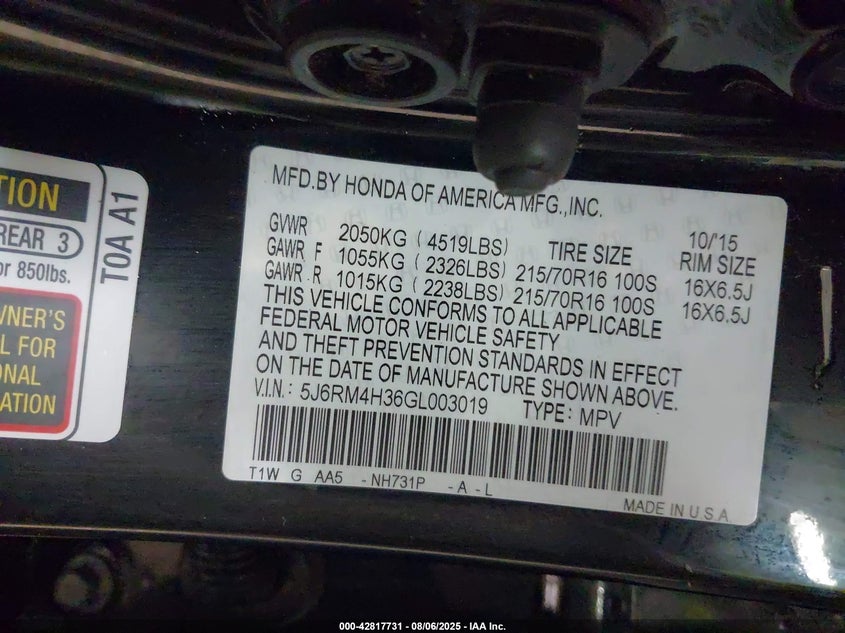 TION
REAR 3
or 850lbs.
WNER'S
L FOR
ONAL
ATION
T0A A1
MFD.BY HONDA OF AMERICA MFG.,INC.
10/'15
GVWR 2050KG (4519LBS) TIRE SIZE RIM SIZE
GAWR F 1055KG (2326LBS) 215/70R16 100S 16X6.5J
GAWR R 1015KG (2238LBS) 215/70R16 100S 16X6.5J
THIS VEHICLE CONFORMS TO ALL APPLICABLE
FEDERAL MOTOR VEHICLE SAFETY
AND THEFT PREVENTION STANDARDS IN EFFECT
ON THE DATE OF MANUFACTURE SHOWN ABOVE.
V.I.N.: 5J6RM4H36GL003019 TYPE: MPV
T1W G AA5 - NH731P - A - L
MADE IN U.S.A
000-42817731 - 08/06/2025 - IAA Inc.